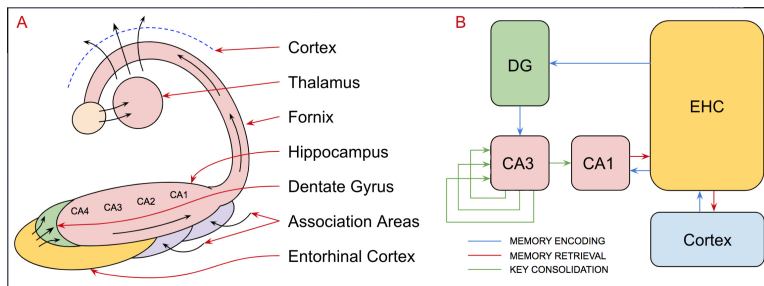 A
Cortex
Thalamus
Fornix
Hippocampus
Dentate Gyrus
Association Areas
Entorhinal Cortex
CA4
CA3
CA2
CA1
B
DG
EHC
CA3
CA1
Cortex
MEMORY ENCODING
MEMORY RETRIEVAL
KEY CONSOLIDATION